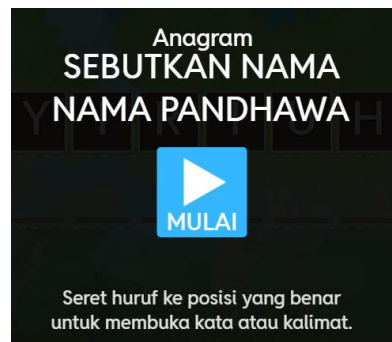 Anagram
SEBUTKAN NAMA
NAMA PANDHAWA
MULAI
Seret huruf ke posisi yang benar
untuk membuka kata atau kalimat.